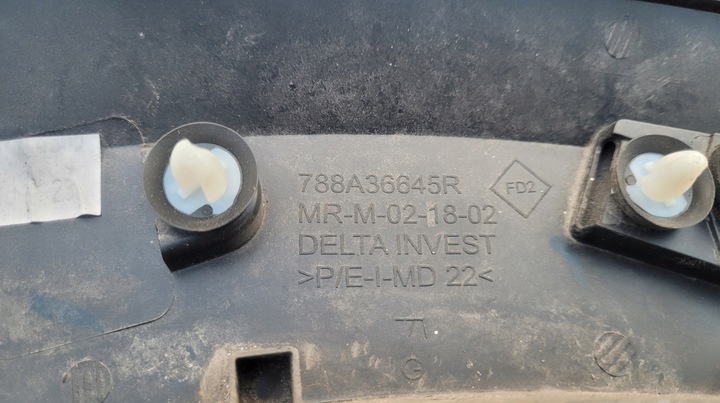 788A36645R
FD2
MR-M-02-18-02
DELTA INVEST
>P/E-I-MD 22<
G